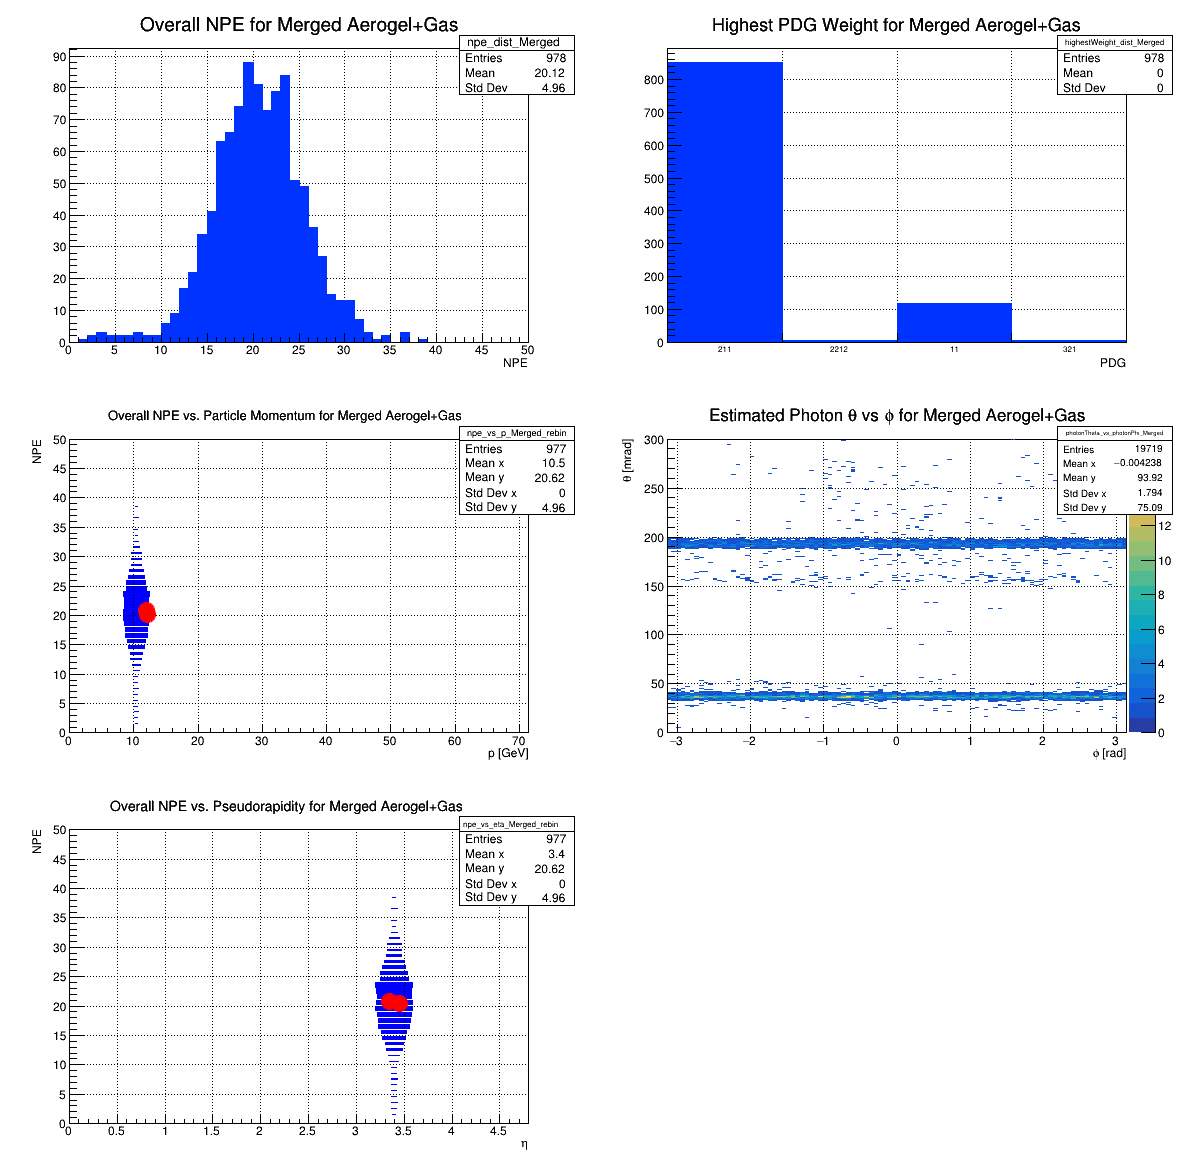 Overall NPE for Merged Aerogel+Gas
npe_dist_Merged
Entries 978
Mean 20.12
Std Dev 4.96
90
80
70
60
50
40
30
20
10
0
0 5 10 15 20 25 30 35 40 45 50
NPE
Highest PDG Weight for Merged Aerogel+Gas
highestWeight_dist_Merged
Entries 978
Mean 0
Std Dev 0
800
700
600
500
400
300
200
100
0
211 2212 11 321
PDG
Overall NPE vs. Particle Momentum for Merged Aerogel+Gas
npe_vs_p_Merged_rebin
Entries 977
Mean x 10.5
Mean y 20.62
Std Dev x 0
Std Dev y 4.96
NPE
50
45
40
35
30
25
20
15
10
5
0
0 10 20 30 40 50 60 70
p [GeV]
Estimated Photon θ vs ϕ for Merged Aerogel+Gas
photonTheta_vs_photonPhi_Merged
Entries 19719
Mean x −0.004238
Mean y 93.92
Std Dev x 1.794
Std Dev y 75.09
θ [mrad]
300
250
200
150
100
50
0
−3 −2 −1 0 1 2 3
ϕ [rad]
12
10
8
6
4
2
0
Overall NPE vs. Pseudorapidity for Merged Aerogel+Gas
npe_vs_eta_Merged_rebin
Entries 977
Mean x 3.4
Mean y 20.62
Std Dev x 0
Std Dev y 4.96
NPE
50
45
40
35
30
25
20
15
10
5
0
0 0.5 1 1.5 2 2.5 3 3.5 4 4.5
η